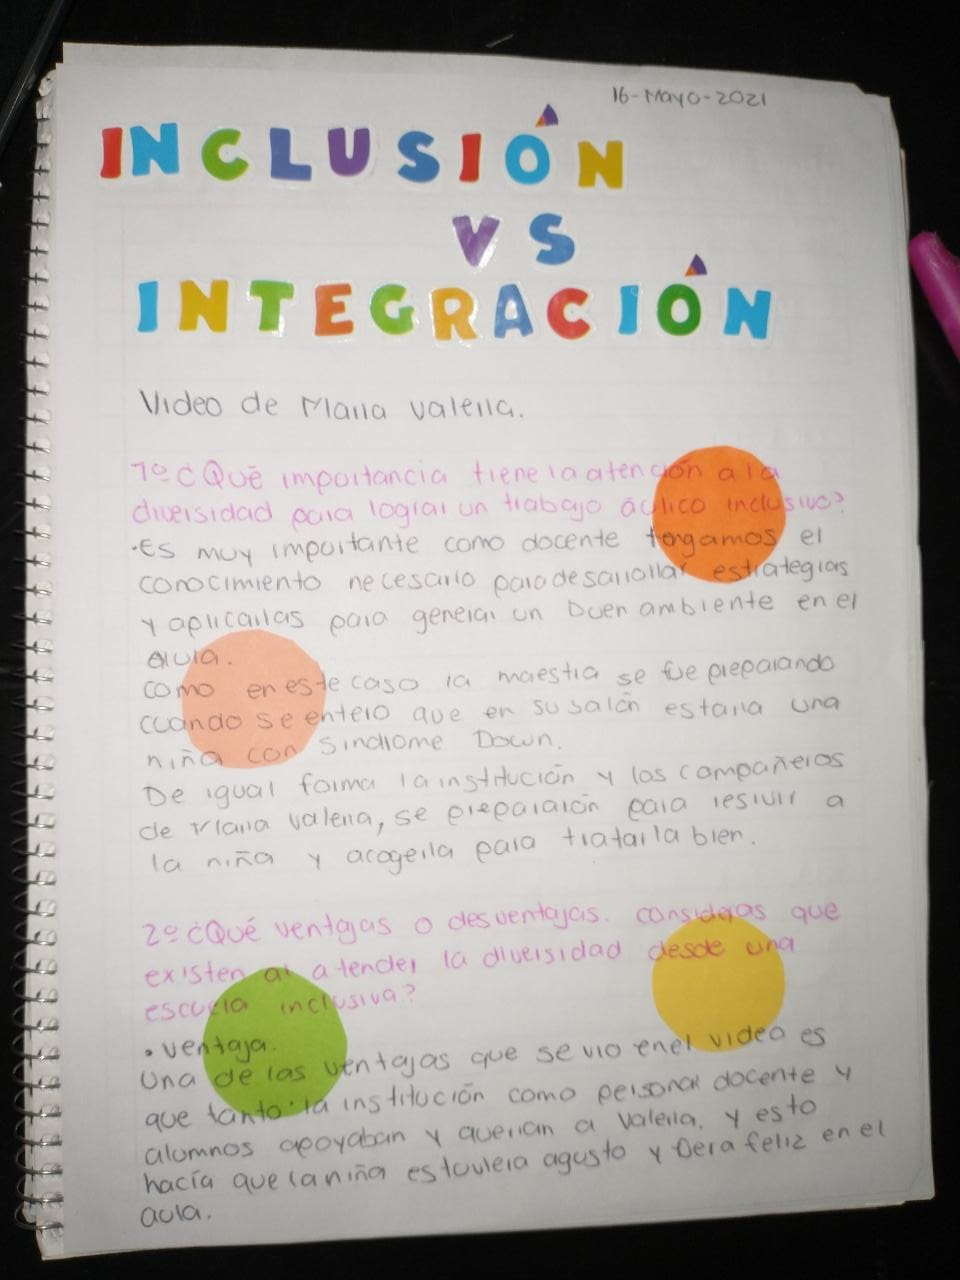 16-Mayo-2021
INCLUSIÓN
VS
INTEGRACIÓN
Video de Maria Valeria.
1º ¿Qué importancia tiene la atención a la
diversidad para lograr un trabajo áulico inclusivo?
·Es muy importante como docente tengamos el
conocimiento necesario para desarrollar estrategias
y aplicarlas para generar un buen ambiente en el
aula.
como en este caso la maestra se fue preparando
cuando se entero que en su salón estaria una
niña con sindrome Down.
De igual forma la institución y los compañeros
de Maria Valeria, se prepararón para resivir a
la niña y acogerla para tratarla bien.
2º ¿Qué ventajas o desventajas. consideras que
existen al atender la diversidad desde una
escuela inclusiva?
• ventaja.
Una de las ventajas que se vio en el video es
que tanto la institución como personal docente y
alumnos apoyaban y querian a Valeria, y esto
hacía que la niña estuviera agusto y feliz en el
aula.